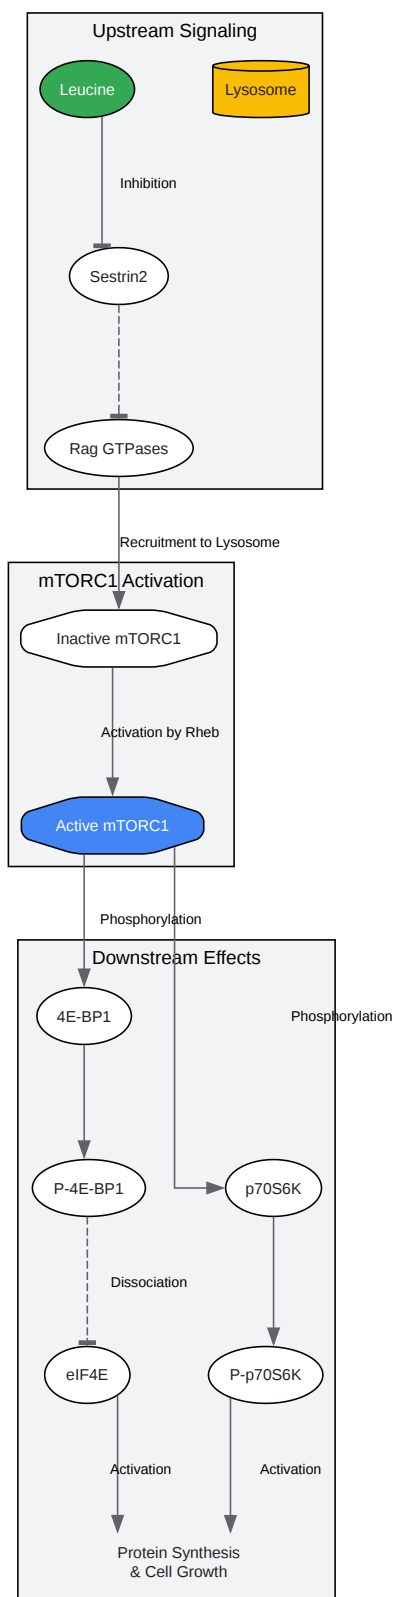 Upstream Signaling
Leucine
Lysosome
Inhibition
Sestrin2
Rag GTPases
Recruitment to Lysosome
mTORC1 Activation
Inactive mTORC1
Activation by Rheb
Active mTORC1
Phosphorylation
Downstream Effects
4E-BP1
Phosphorylation
P-4E-BP1
p70S6K
Dissociation
eIF4E
P-p70S6K
Activation
Activation
Protein Synthesis
& Cell Growth